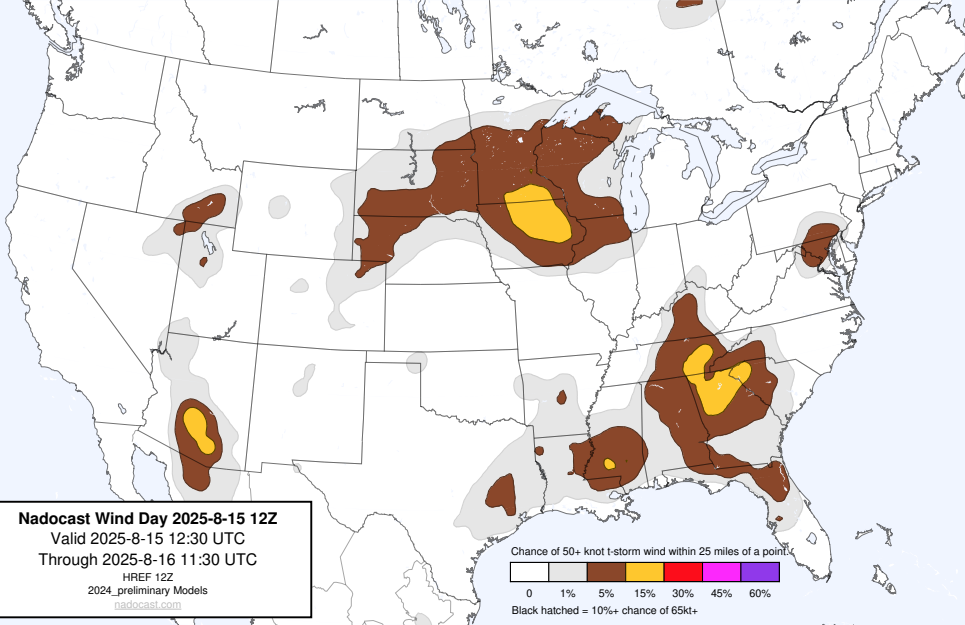 Nadocast Wind Day 2025-8-15 12Z
Valid 2025-8-15 12:30 UTC
Through 2025-8-16 11:30 UTC
HREF 12Z
2024_preliminary Models
nadocast.com
Chance of 50+ knot t-storm wind within 25 miles of a point.
0 1% 5% 15% 30% 45% 60%
Black hatched = 10%+ chance of 65kt+